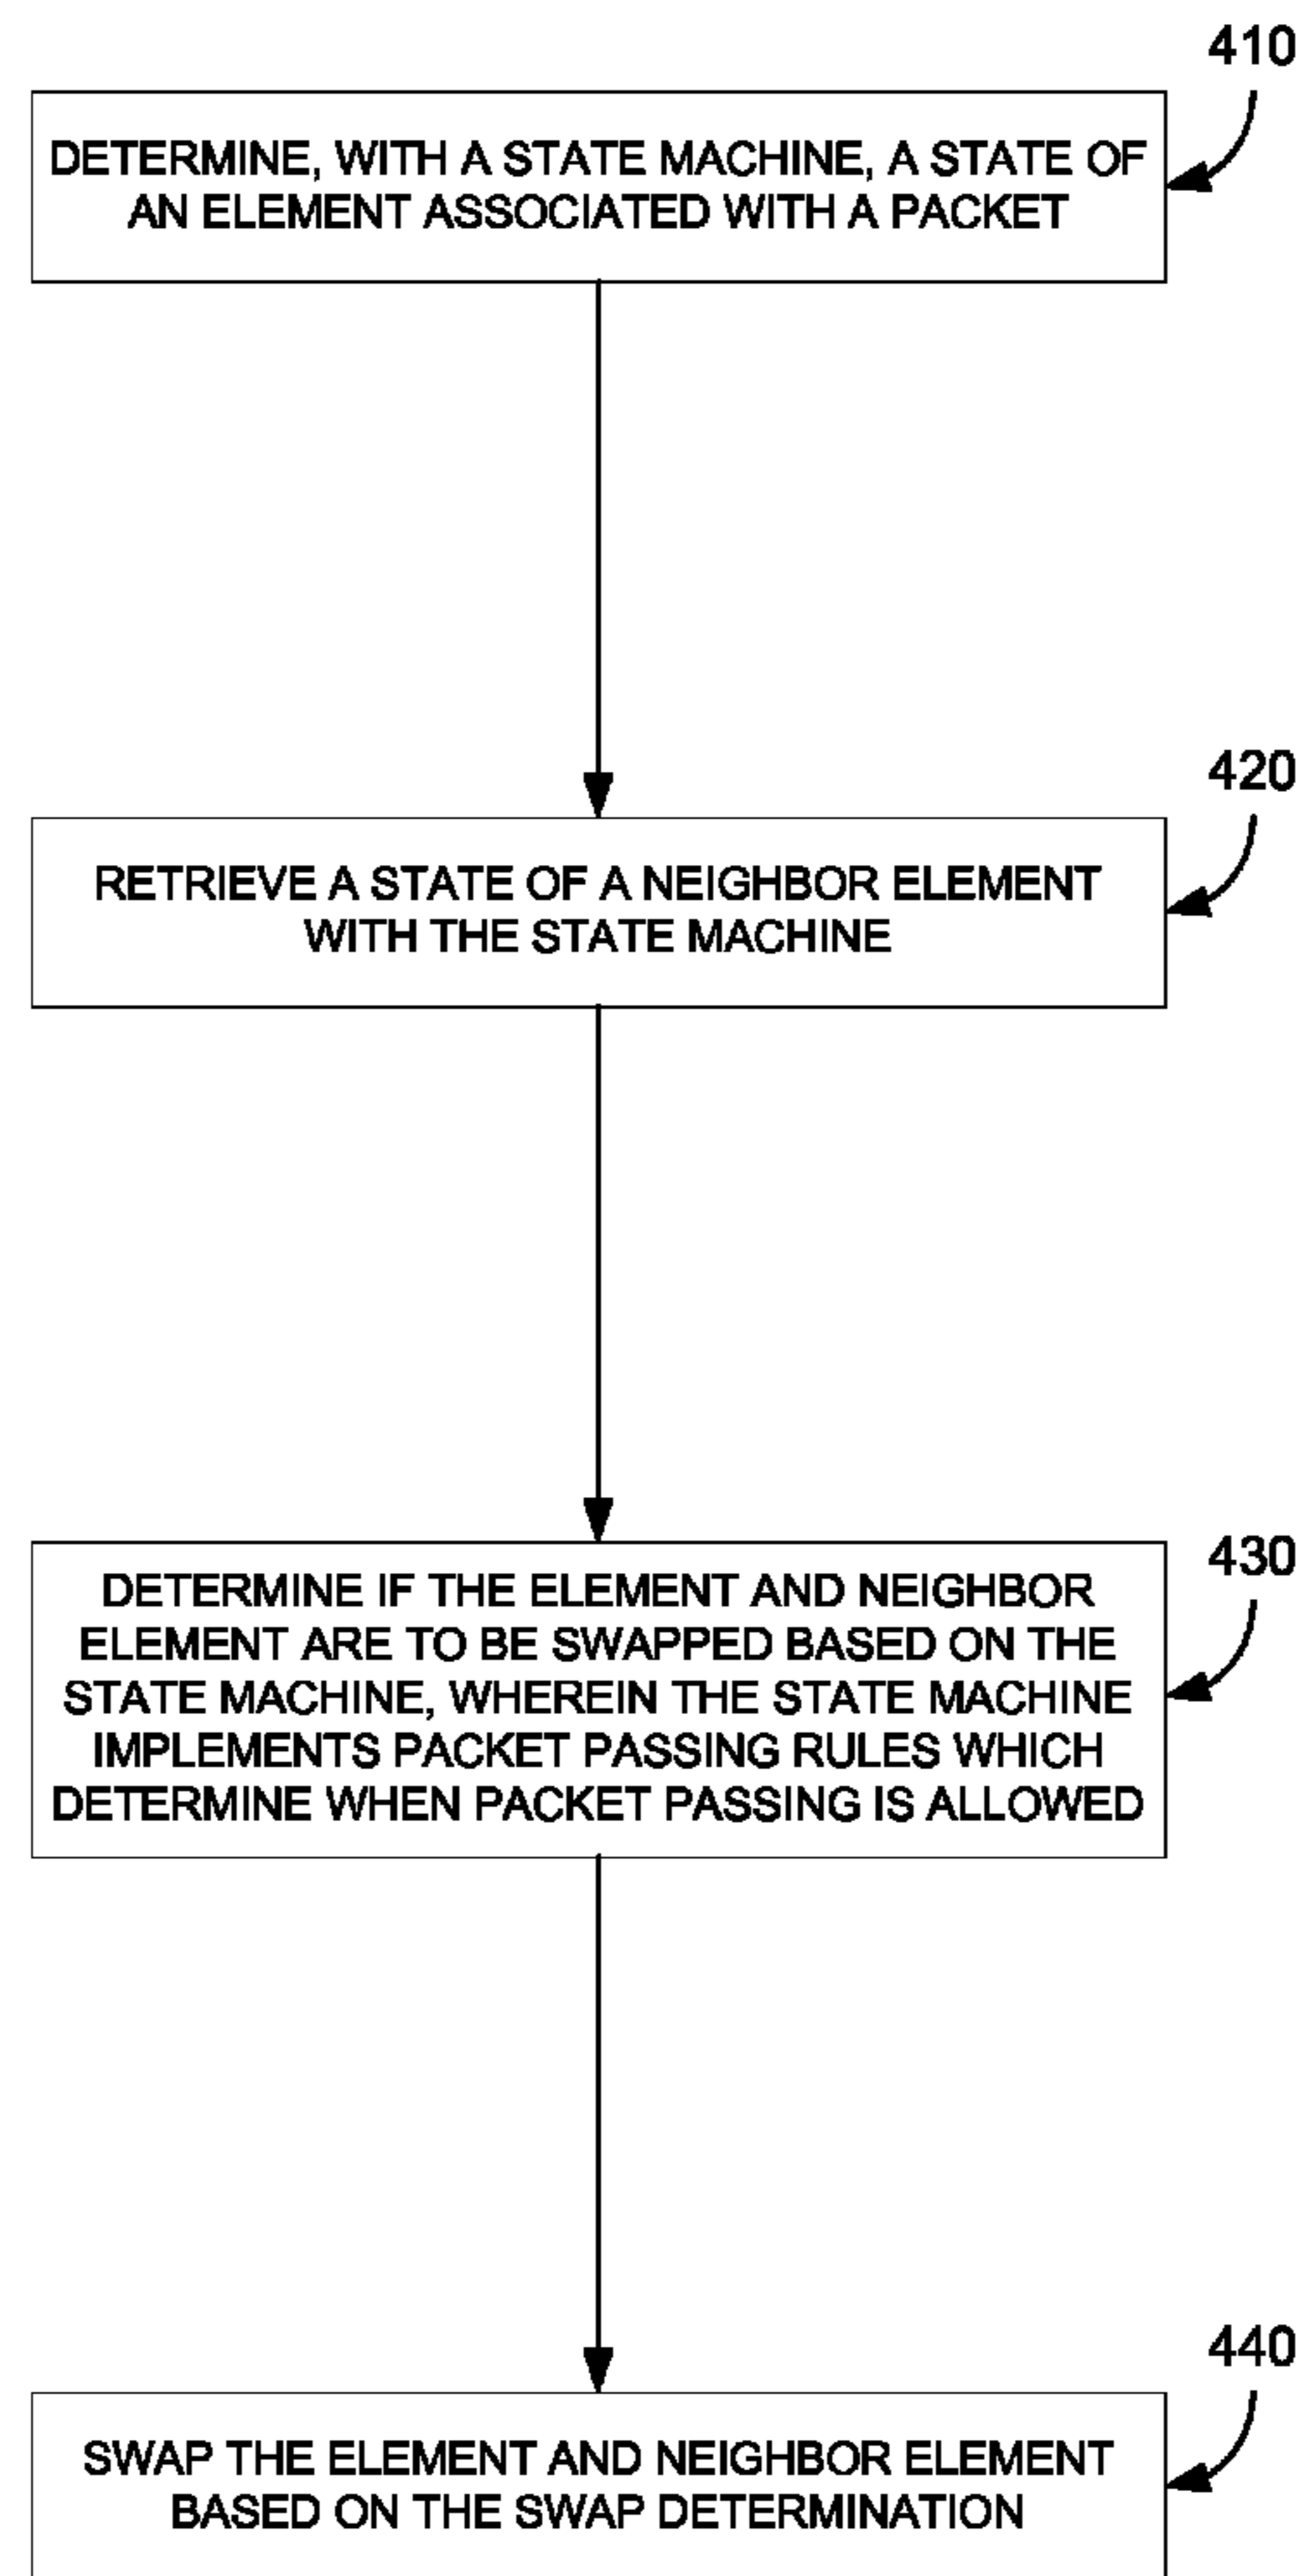 410
DETERMINE, WITH A STATE MACHINE, A STATE OF
AN ELEMENT ASSOCIATED WITH A PACKET
420
RETRIEVE A STATE OF A NEIGHBOR ELEMENT
WITH THE STATE MACHINE
430
DETERMINE IF THE ELEMENT AND NEIGHBOR
ELEMENT ARE TO BE SWAPPED BASED ON THE
STATE MACHINE, WHEREIN THE STATE MACHINE
IMPLEMENTS PACKET PASSING RULES WHICH
DETERMINE WHEN PACKET PASSING IS ALLOWED
440
SWAP THE ELEMENT AND NEIGHBOR ELEMENT
BASED ON THE SWAP DETERMINATION